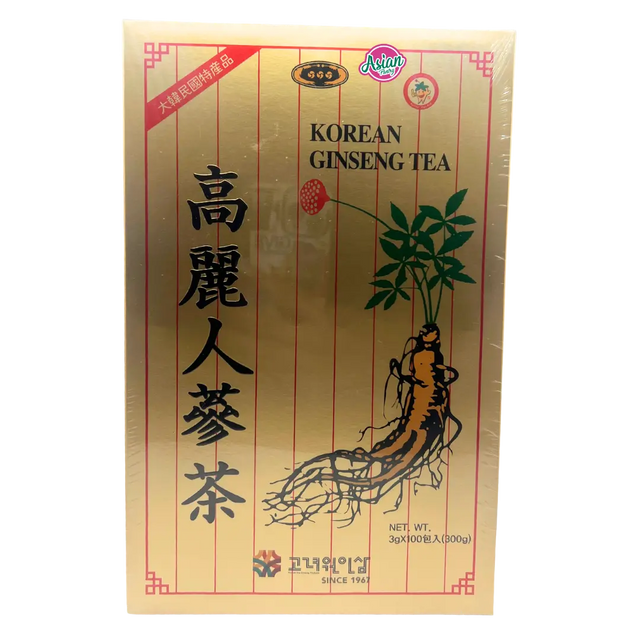 大韓民國特産品
Asian
Pantry
KOREAN
GINSENG TEA
高麗人蔘茶
NET. WT.
3gX100包入(300g)
고려원인삼
SINCE 1967